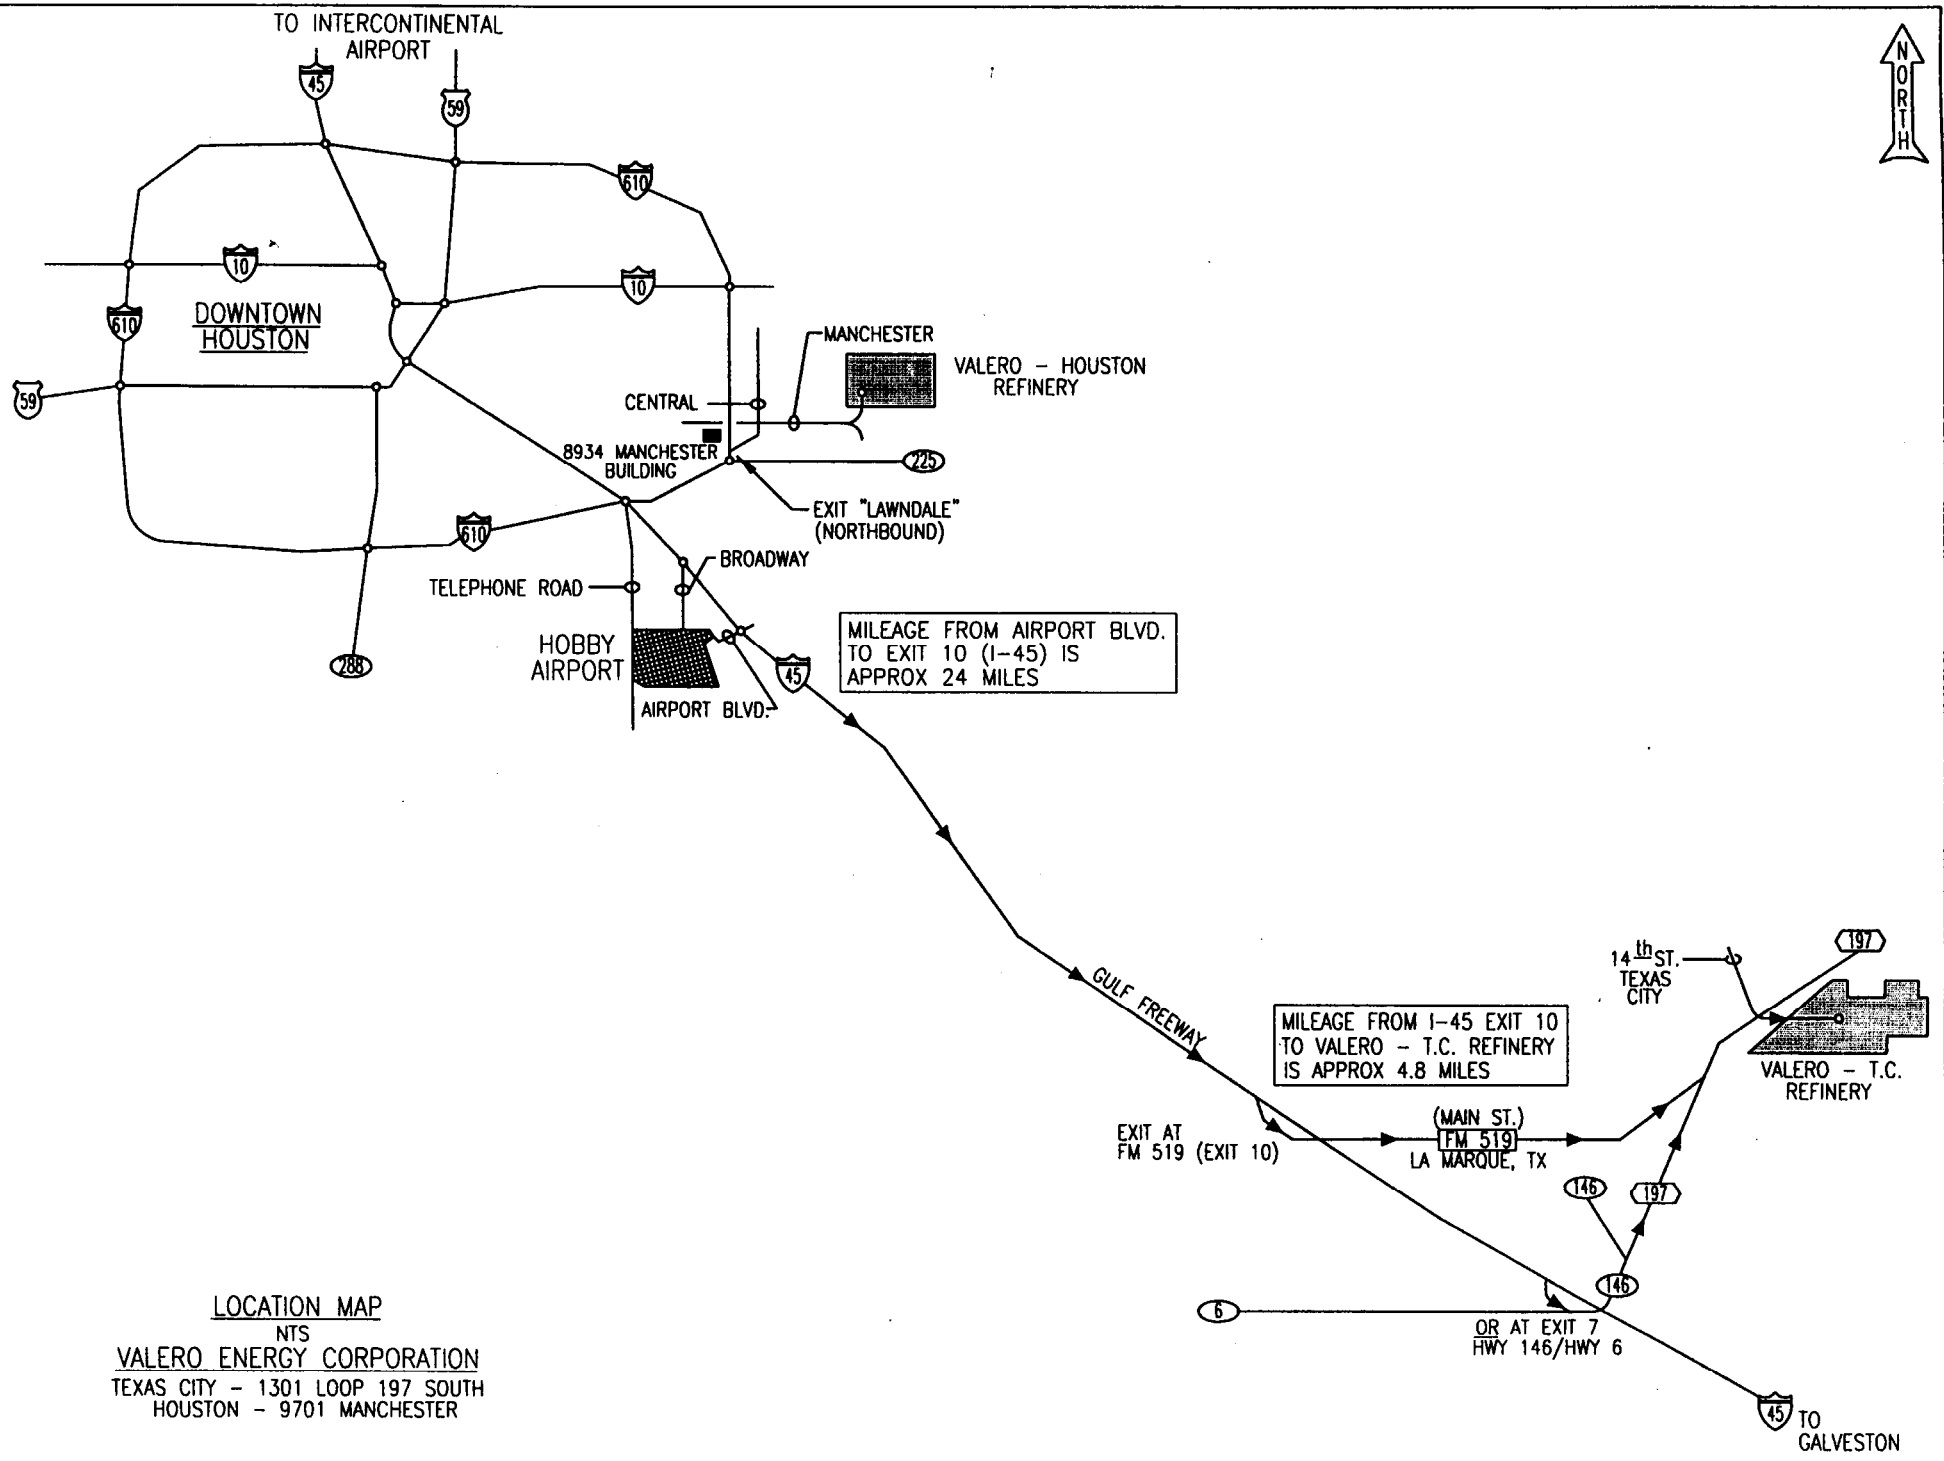 TO INTERCONTINENTAL
AIRPORT
45
59
610
NORTH
10
10
610
DOWNTOWN
HOUSTON
59
MANCHESTER
VALERO - HOUSTON
REFINERY
CENTRAL
8934 MANCHESTER
BUILDING
225
EXIT "LAWNDALE"
(NORTHBOUND)
610
BROADWAY
TELEPHONE ROAD
288
HOBBY
AIRPORT
AIRPORT BLVD.
45
MILEAGE FROM AIRPORT BLVD.
TO EXIT 10 (I-45) IS
APPROX 24 MILES
GULF FREEWAY
14th ST.
TEXAS
CITY
197
MILEAGE FROM I-45 EXIT 10
TO VALERO - T.C. REFINERY
IS APPROX 4.8 MILES
VALERO - T.C.
REFINERY
EXIT AT
FM 519 (EXIT 10)
(MAIN ST.)
FM 519
LA MARQUE, TX
146
197
146
6
OR AT EXIT 7
HWY 146/HWY 6
45
TO
GALVESTON
LOCATION MAP
NTS
VALERO ENERGY CORPORATION
TEXAS CITY - 1301 LOOP 197 SOUTH
HOUSTON - 9701 MANCHESTER